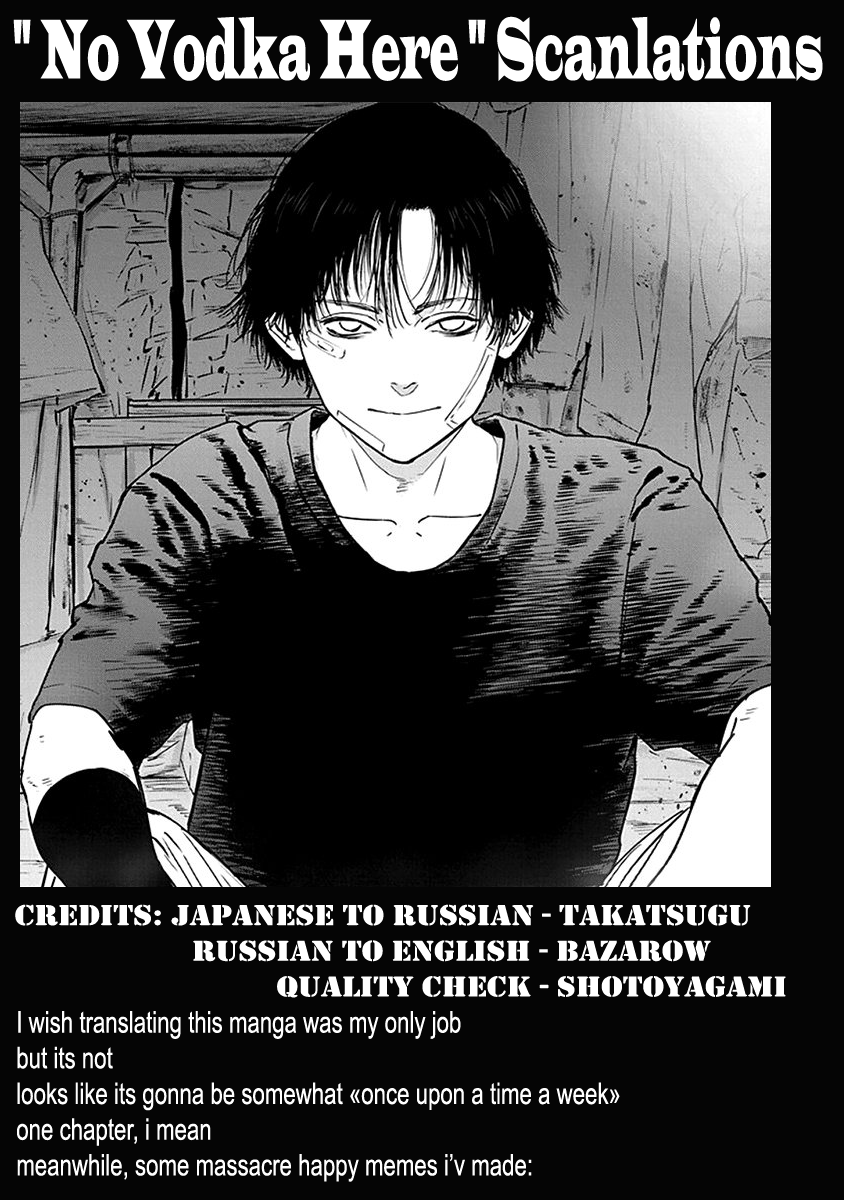 "No Vodka Here" Scanlations
CREDITS: JAPANESE TO RUSSIAN - TAKATSUGU
RUSSIAN TO ENGLISH - BAZAROW
QUALITY CHECK - SHOTOYAGAMI
I wish translating this manga was my only job
but its not
looks like its gonna be somewhat «once upon a time a week»
one chapter, i mean
meanwhile, some massacre happy memes i'v made: